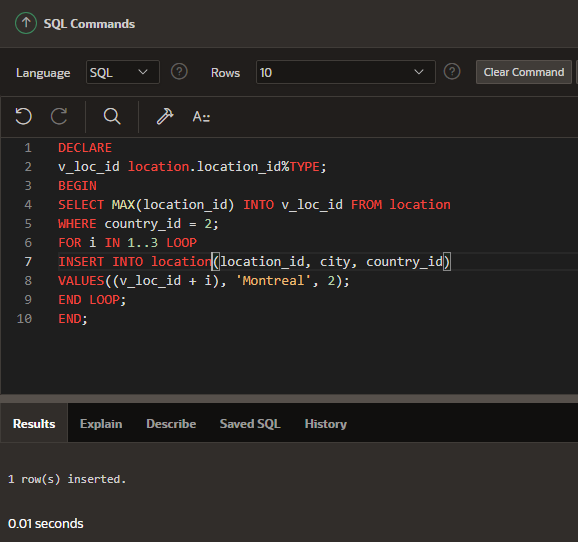 SQL Commands
Language SQL Rows 10 Clear Command
A::
1 DECLARE
2 v_loc_id location.location_id%TYPE;
3 BEGIN
4 SELECT MAX(location_id) INTO v_loc_id FROM location
5 WHERE country_id = 2;
6 FOR i IN 1..3 LOOP
7 INSERT INTO location(location_id, city, country_id)
8 VALUES((v_loc_id + i), 'Montreal', 2);
9 END LOOP;
10 END;
Results Explain Describe Saved SQL History
1 row(s) inserted.
0.01 seconds